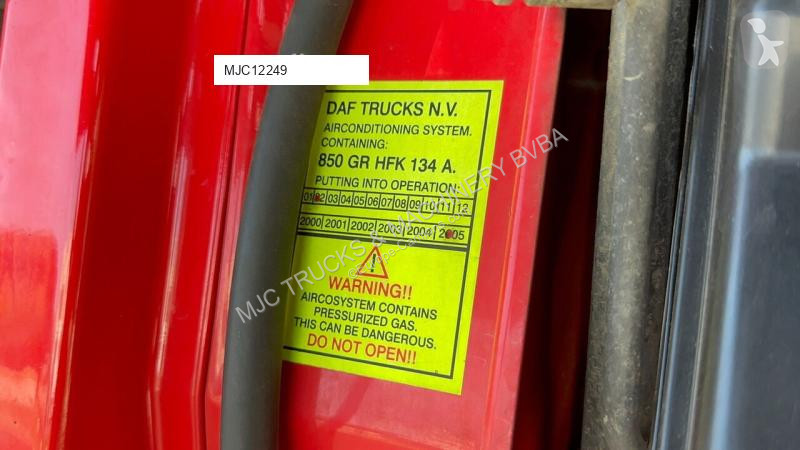 MJC12249
DAF TRUCKS N.V.
AIRCONDITIONING SYSTEM.
CONTAINING:
850 GR HFK 134 A.
PUTTING INTO OPERATION:
01 02 03 04 05 06 07 08 09 10 11 12
2000 2001 2002 2003 2004 2005
WARNING!!
AIRCOSYSTEM CONTAINS
PRESSURIZED GAS.
THIS CAN BE DANGEROUS.
DO NOT OPEN!!
MJC TRUCKS & MACHINERY BVBA